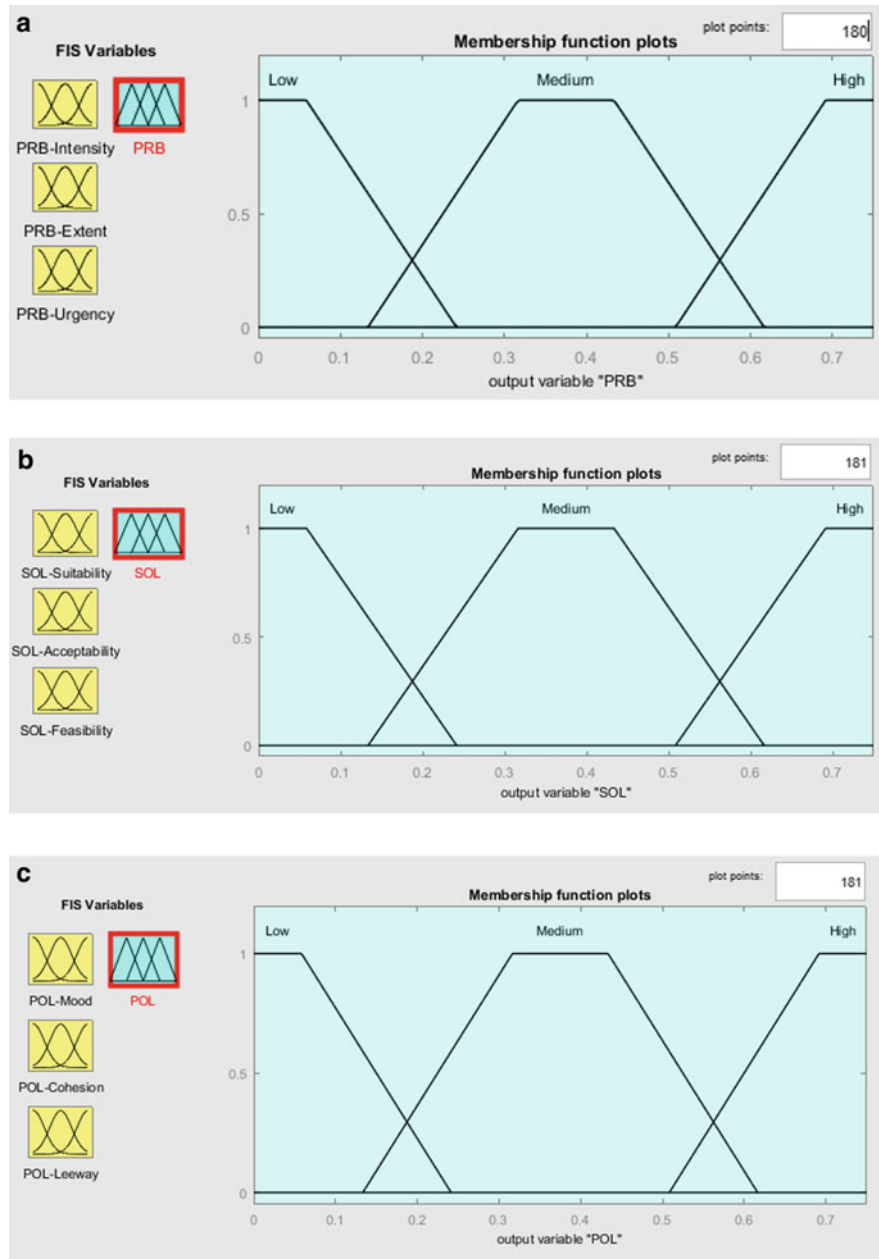 a
plot points: 180
FIS Variables
Membership function plots
Low Medium High
PRB-Intensity PRB
PRB-Extent
PRB-Urgency
1
0.5
0
0 0.1 0.2 0.3 0.4 0.5 0.6 0.7
output variable "PRB"
b
plot points: 181
FIS Variables
Membership function plots
Low Medium High
SOL-Suitability SOL
SOL-Acceptability
SOL-Feasibility
1
0.5
0
0 0.1 0.2 0.3 0.4 0.5 0.6 0.7
output variable "SOL"
c
plot points: 181
FIS Variables
Membership function plots
Low Medium High
POL-Mood POL
POL-Cohesion
POL-Leeway
1
0.5
0
0 0.1 0.2 0.3 0.4 0.5 0.6 0.7
output variable "POL"